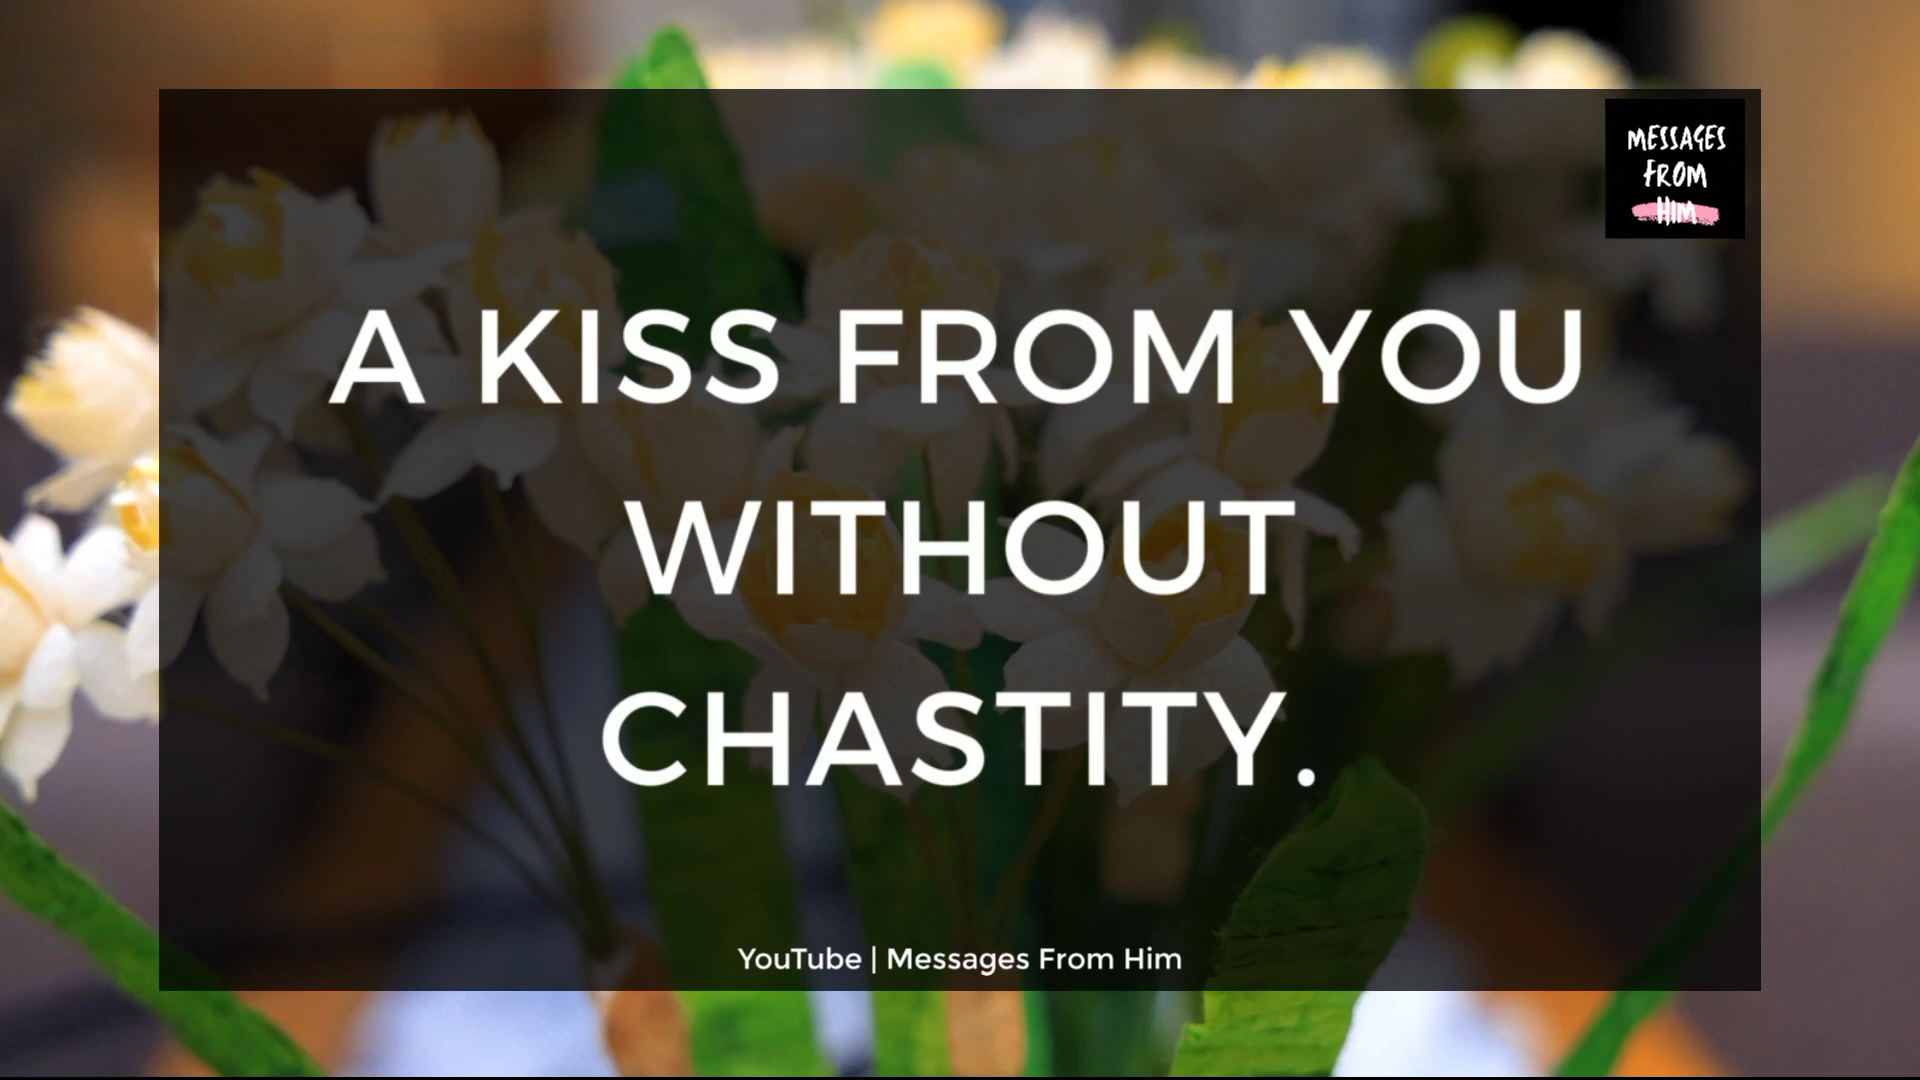 MESSAGES
FROM
HIM
A KISS FROM YOU
WITHOUT
CHASTITY.
YouTube | Messages From Him